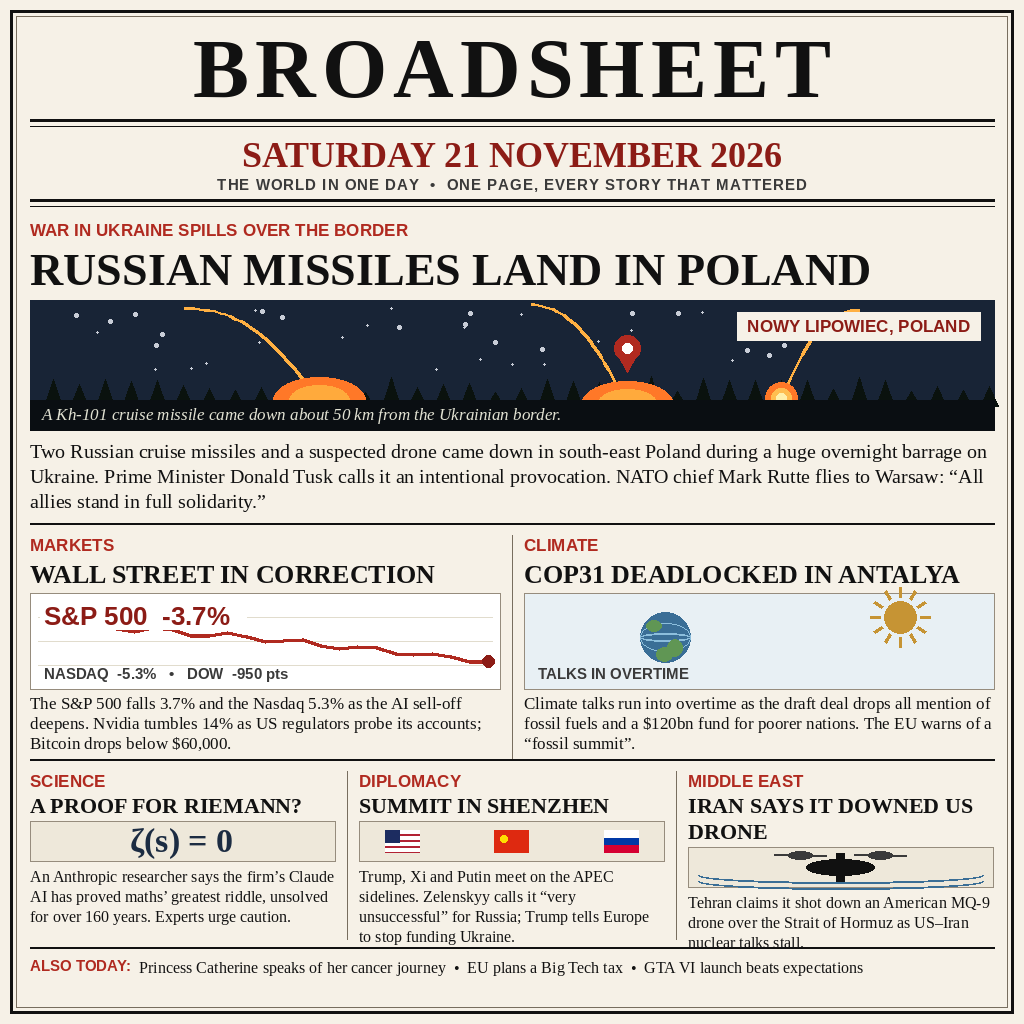 BROADSHEET
SATURDAY 21 NOVEMBER 2026
THE WORLD IN ONE DAY • ONE PAGE, EVERY STORY THAT MATTERED
WAR IN UKRAINE SPILLS OVER THE BORDER
RUSSIAN MISSILES LAND IN POLAND
NOWY LIPOWIEC, POLAND
A Kh-101 cruise missile came down about 50 km from the Ukrainian border.
Two Russian cruise missiles and a suspected drone came down in south-east Poland during a huge overnight barrage on
Ukraine. Prime Minister Donald Tusk calls it an intentional provocation. NATO chief Mark Rutte flies to Warsaw: “All
allies stand in full solidarity.”
MARKETS
WALL STREET IN CORRECTION
S&P 500 -3.7%
NASDAQ -5.3% • DOW -950 pts
The S&P 500 falls 3.7% and the Nasdaq 5.3% as the AI sell-off
deepens. Nvidia tumbles 14% as US regulators probe its accounts;
Bitcoin drops below $60,000.
CLIMATE
COP31 DEADLOCKED IN ANTALYA
TALKS IN OVERTIME
Climate talks run into overtime as the draft deal drops all mention of
fossil fuels and a $120bn fund for poorer nations. The EU warns of a
“fossil summit”.
SCIENCE
A PROOF FOR RIEMANN?
ζ(s) = 0
An Anthropic researcher says the firm’s Claude
AI has proved maths’ greatest riddle, unsolved
for over 160 years. Experts urge caution.
DIPLOMACY
SUMMIT IN SHENZHEN
Trump, Xi and Putin meet on the APEC
sidelines. Zelenskyy calls it “very
unsuccessful” for Russia; Trump tells Europe
to stop funding Ukraine.
MIDDLE EAST
IRAN SAYS IT DOWNED US
DRONE
Tehran claims it shot down an American MQ-9
drone over the Strait of Hormuz as US–Iran
nuclear talks stall.
ALSO TODAY: Princess Catherine speaks of her cancer journey • EU plans a Big Tech tax • GTA VI launch beats expectations